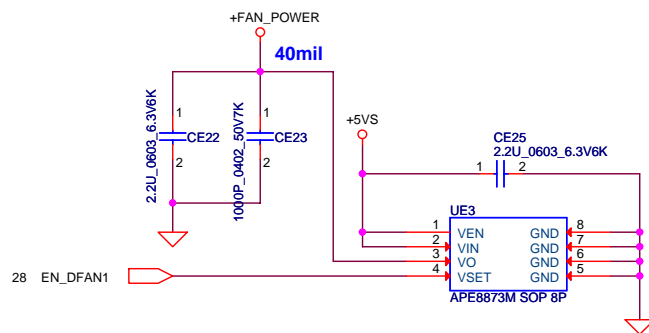 +FAN_POWER
40mil
1
CE22
2
2.2U_0603_6.3V6K
1
CE23
2
1000P_0402_50V7K
+5VS
CE25
2.2U_0603_6.3V6K
1 2
UE3
1 VEN GND 8
2 VIN GND 7
3 VO GND 6
4 VSET GND 5
APE8873M SOP 8P
28 EN_DFAN1